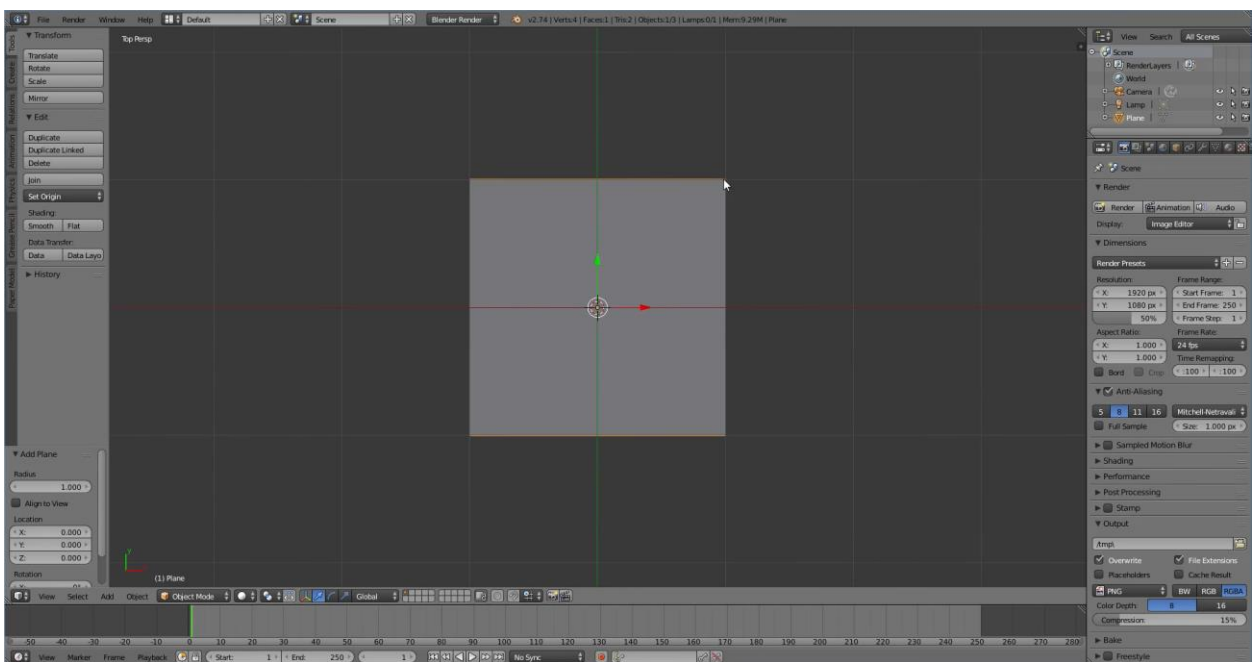 File Render Window Help Default Scene Blender Render v2.74 | Verts:4 | Faces:1 | Tris:2 | Objects:1/3 | Lamps:0/1 | Mem:9.29M | Plane
Tools
Create
Relations
Animation
Physics
Grease Pencil
Paper Model
Transform
Translate
Rotate
Scale
Mirror
Edit
Duplicate
Duplicate Linked
Delete
Join
Set Origin
Shading:
Smooth Flat
Data Transfer:
Data Data Layo
History
Add Plane
Radius
1.000
Align to View
Location
X: 0.000
Y: 0.000
Z: 0.000
Rotation
Top Persp
y
(1) Plane
View Select Add Object Object Mode Global
-50 -40 -30 -20 -10 0 10 20 30 40 50 60 70 80 90 100 110 120 130 140 150 160 170 180 190 200 210 220 230 240 250 260 270 280
View Marker Frame Playback Start: 1 End: 250 1 No Sync
View Search All Scenes
Scene
RenderLayers |
World
Camera |
Lamp |
Plane |
Scene
Render
Render Animation Audio
Display: Image Editor
Dimensions
Render Presets
Resolution: Frame Range:
X: 1920 px Start Frame: 1
Y: 1080 px End Frame: 250
50% Frame Step: 1
Aspect Ratio: Frame Rate:
X: 1.000 24 fps
Y: 1.000 Time Remapping:
Bord Crop :100 :100
Anti-Aliasing
5 8 11 16 Mitchell-Netravali
Full Sample Size: 1.000 px
Sampled Motion Blur
Shading
Performance
Post Processing
Stamp
Output
/tmp\
Overwrite File Extensions
Placeholders Cache Result
PNG BW RGB RGBA
Color Depth: 8 16
Compression: 15%
Bake
Freestyle